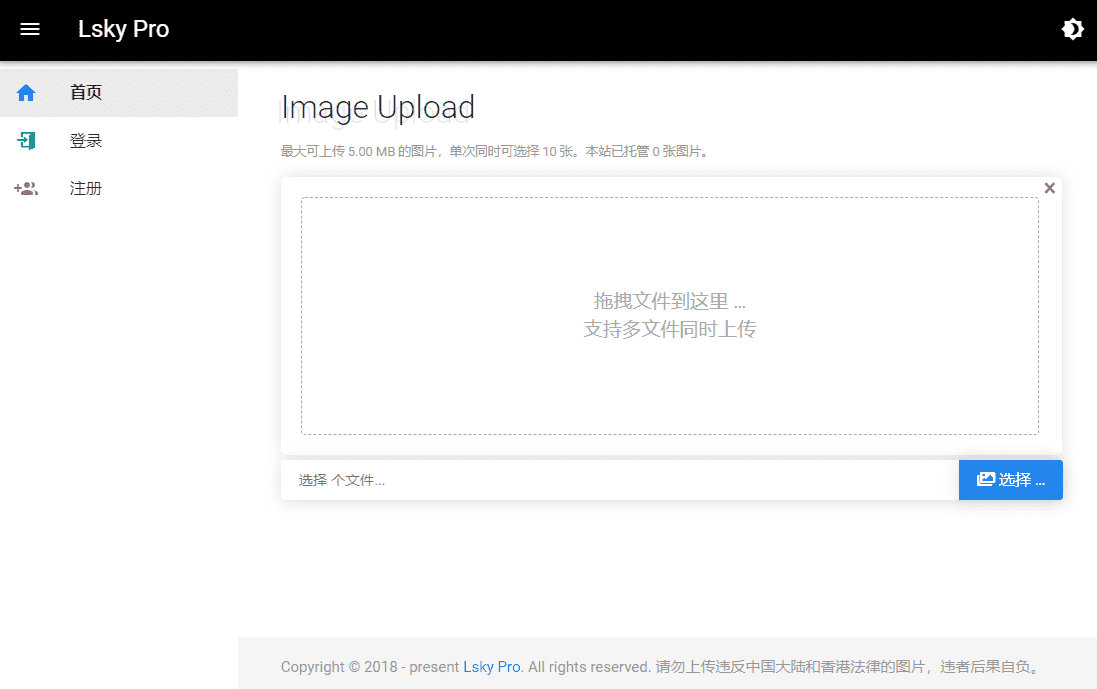 Lsky Pro
首页
登录
注册
Image Upload
最大可上传 5.00 MB 的图片，单次同时可选择 10 张。本站已托管 0 张图片。
拖拽文件到这里 ...
支持多文件同时上传
选择 个文件...
选择 ...
Copyright © 2018 - present Lsky Pro. All rights reserved. 请勿上传违反中国大陆和香港法律的图片，违者后果自负。